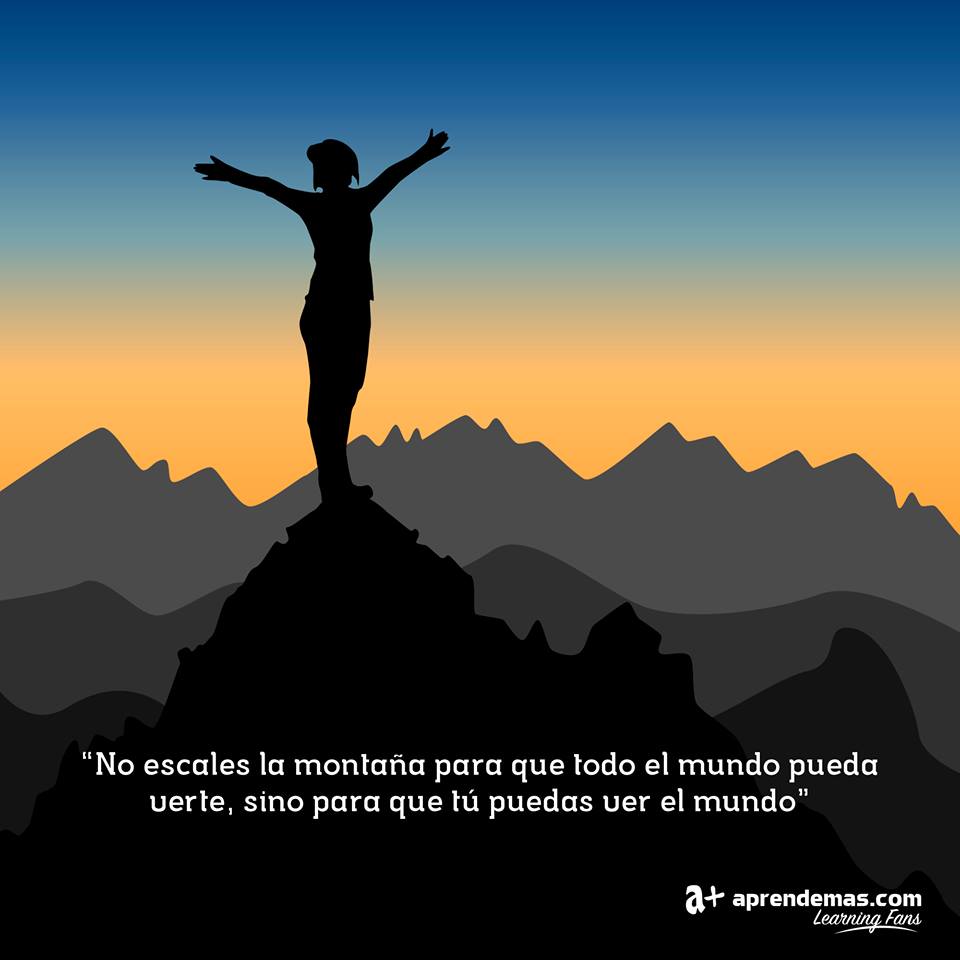 “No escales la montaña para que todo el mundo pueda
verte, sino para que tú puedas ver el mundo”
a+ aprendemas.com
Learning Fans